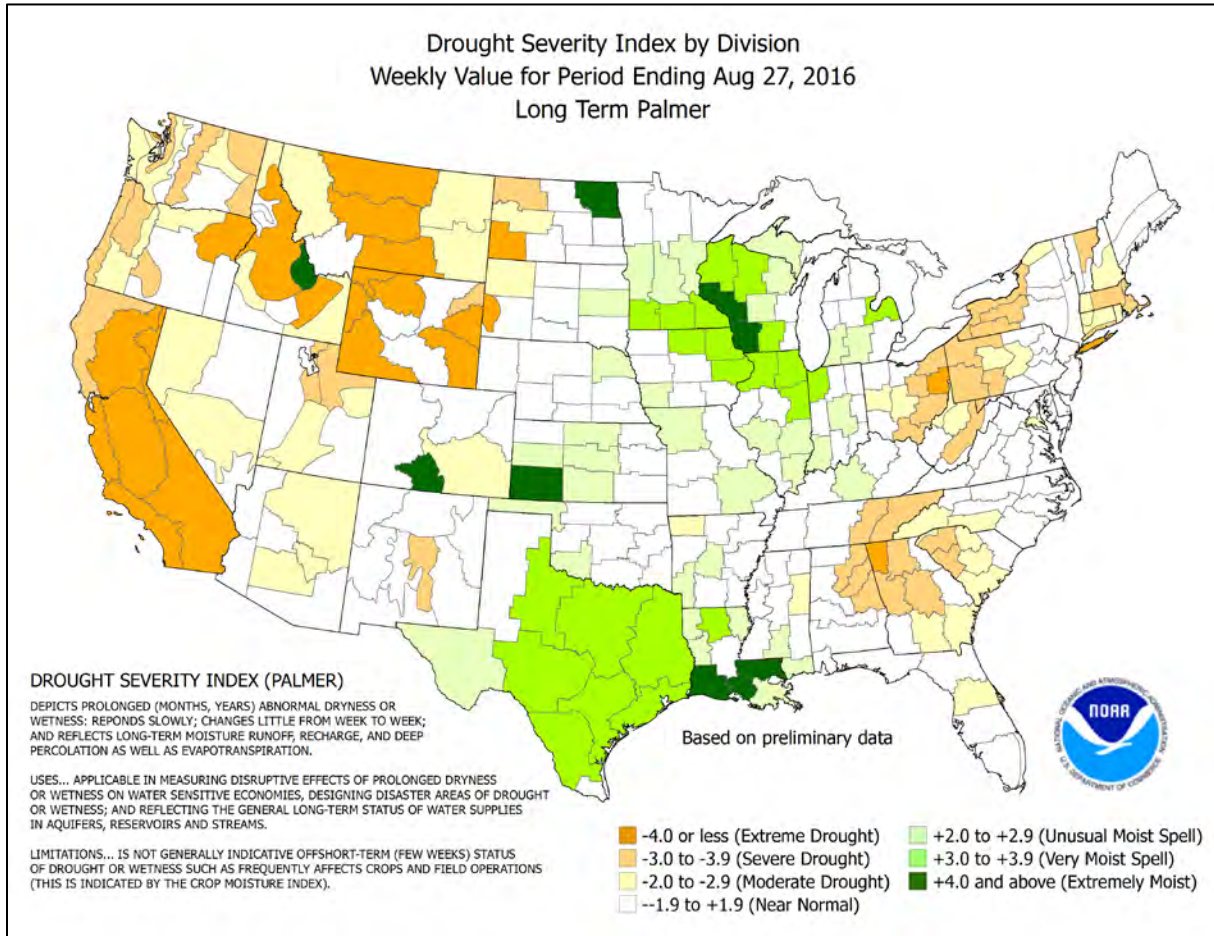 Drought Severity Index by Division
Weekly Value for Period Ending Aug 27, 2016
Long Term Palmer
DROUGHT SEVERITY INDEX (PALMER)
DEPICTS PROLONGED (MONTHS, YEARS) ABNORMAL DRYNESS OR
WETNESS: REPONDS SLOWLY; CHANGES LITTLE FROM WEEK TO WEEK;
AND REFLECTS LONG-TERM MOISTURE RUNOFF, RECHARGE, AND DEEP
PERCOLATION AS WELL AS EVAPOTRANSPIRATION.
USES... APPLICABLE IN MEASURING DISRUPTIVE EFFECTS OF PROLONGED DRYNESS
OR WETNESS ON WATER SENSITIVE ECONOMIES, DESIGNING DISASTER AREAS OF DROUGHT
OR WETNESS; AND REFLECTING THE GENERAL LONG-TERM STATUS OF WATER SUPPLIES
IN AQUIFERS, RESERVOIRS AND STREAMS.
LIMITATIONS... IS NOT GENERALLY INDICATIVE OFFSHORT-TERM (FEW WEEKS) STATUS
OF DROUGHT OR WETNESS SUCH AS FREQUENTLY AFFECTS CROPS AND FIELD OPERATIONS
(THIS IS INDICATED BY THE CROP MOISTURE INDEX).
Based on preliminary data
NATIONAL OCEANIC AND ATMOSPHERIC ADMINISTRATION
NOAA
U.S. DEPARTMENT OF COMMERCE
-4.0 or less (Extreme Drought)
-3.0 to -3.9 (Severe Drought)
-2.0 to -2.9 (Moderate Drought)
--1.9 to +1.9 (Near Normal)
+2.0 to +2.9 (Unusual Moist Spell)
+3.0 to +3.9 (Very Moist Spell)
+4.0 and above (Extremely Moist)